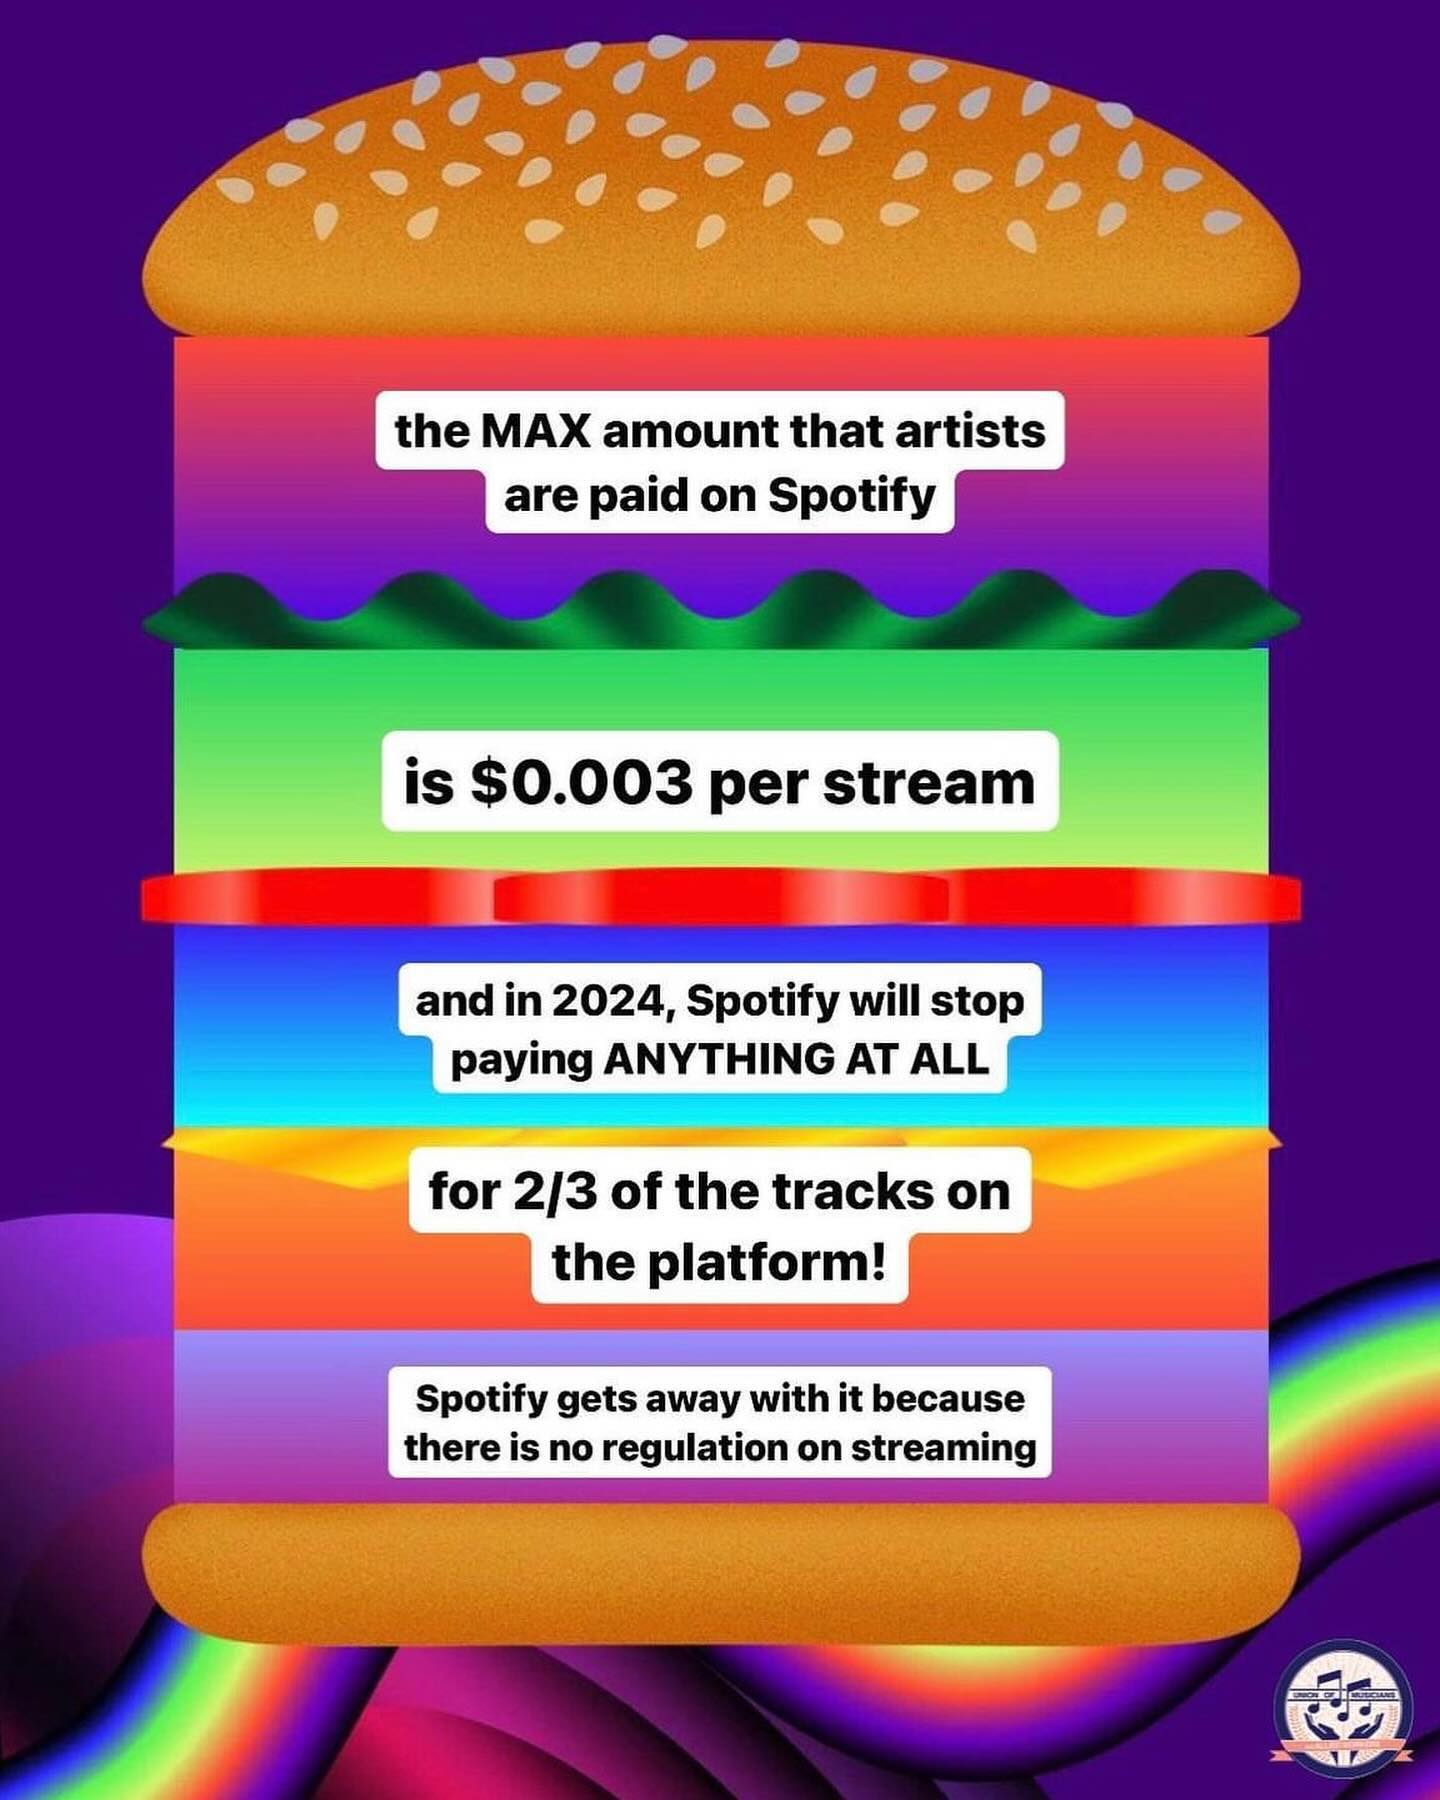 the MAX amount that artists
are paid on Spotify
is $0.003 per stream
and in 2024, Spotify will stop
paying ANYTHING AT ALL
for 2/3 of the tracks on
the platform!
Spotify gets away with it because
there is no regulation on streaming
UNION OF MUSICIANS